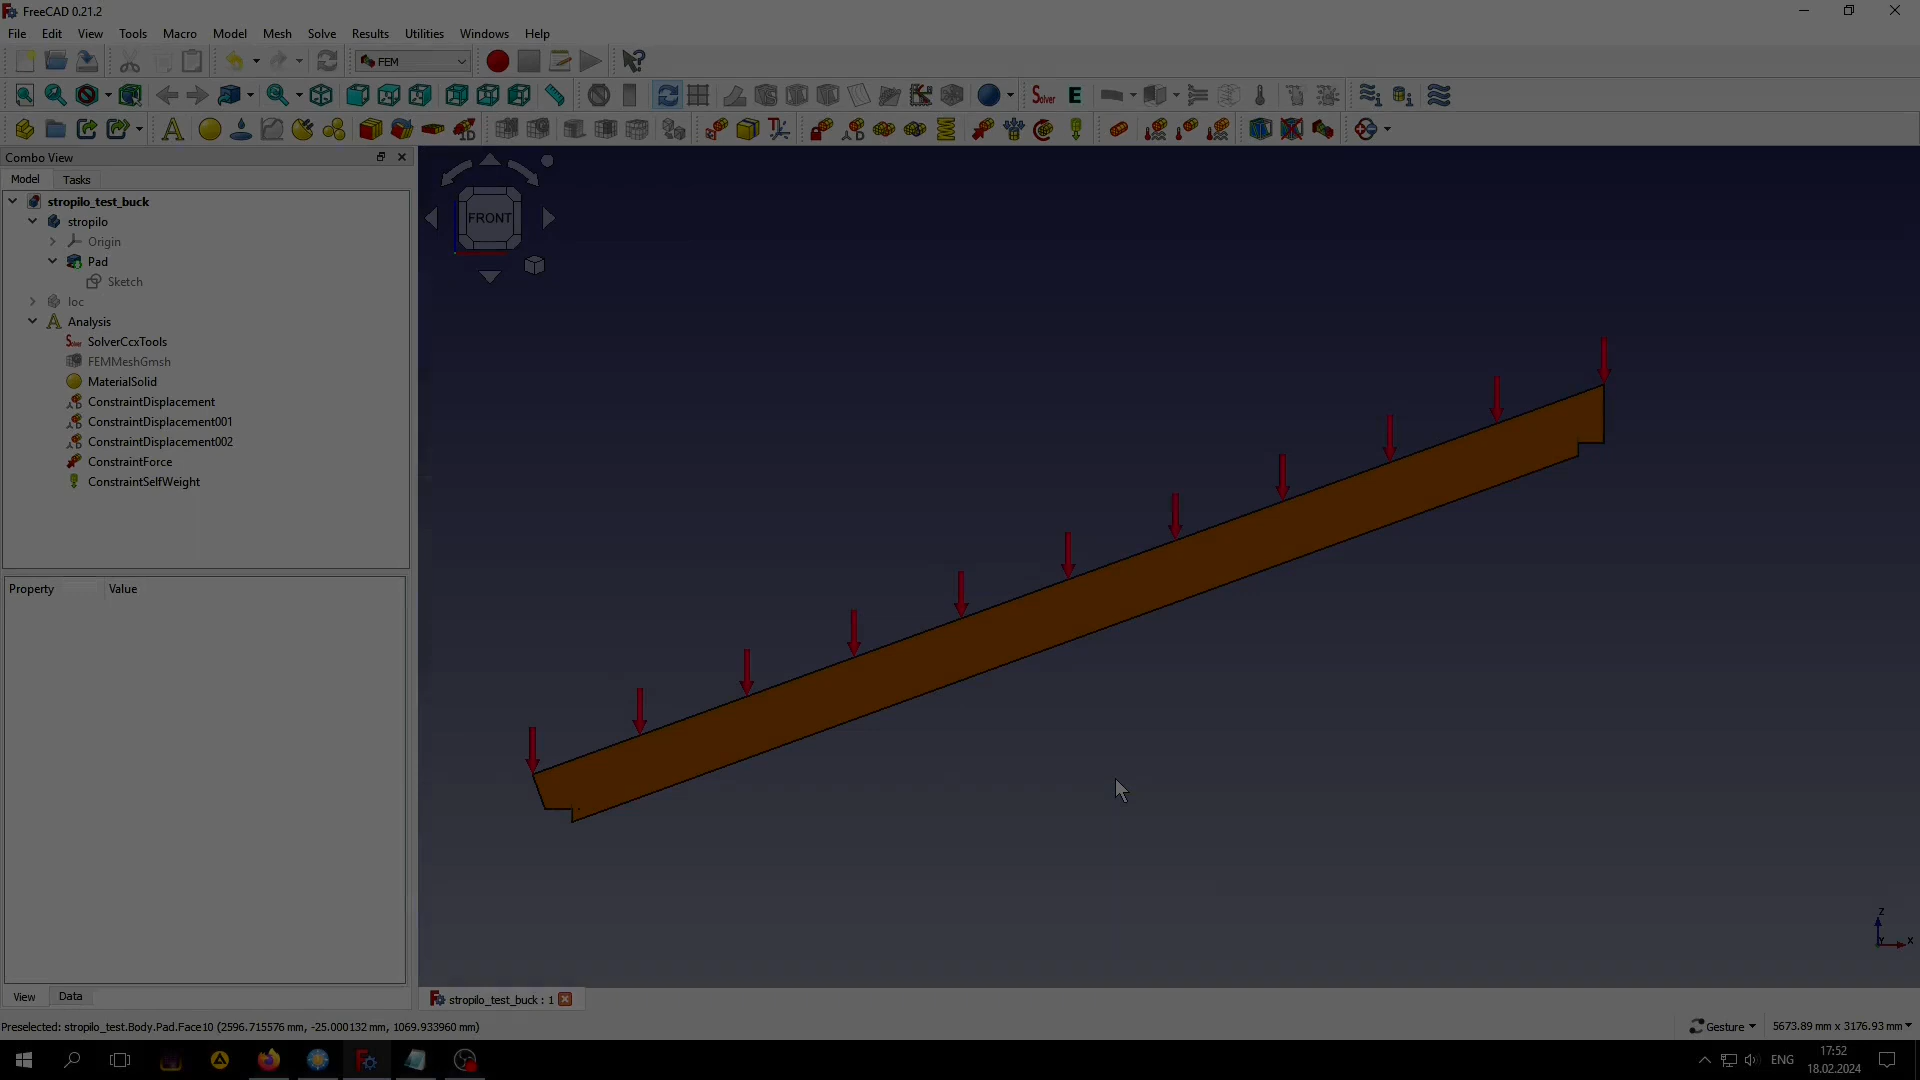 FreeCAD 0.21.2
File Edit View Tools Macro Model Mesh Solve Results Utilities Windows Help
FEM
Solver E
A
Combo View
Model Tasks
stropilo_test_buck
stropilo
Origin
Pad
Sketch
loc
Analysis
SolverCcxTools
FEMMeshGmsh
MaterialSolid
ConstraintDisplacement
ConstraintDisplacement001
ConstraintDisplacement002
ConstraintForce
ConstraintSelfWeight
Property Value
View Data
FRONT
Z
Y X
stropilo_test_buck : 1
Preselected: stropilo_test.Body.Pad.Face10 (2596.715576 mm, -25.000132 mm, 1069.933960 mm)
Gesture 5673.89 mm x 3176.93 mm
ENG
17:52
18.02.2024